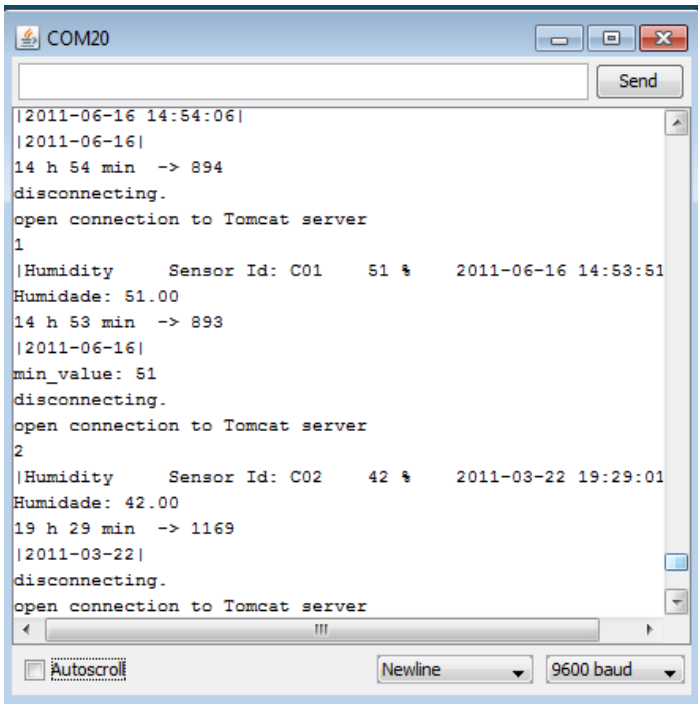 COM20
Send
|2011-06-16 14:54:06|
|2011-06-16|
14 h 54 min  -> 894
disconnecting.
open connection to Tomcat server
1
|Humidity      Sensor Id: C01    51 %    2011-06-16 14:53:51
Humidade: 51.00
14 h 53 min  -> 893
|2011-06-16|
min_value: 51
disconnecting.
open connection to Tomcat server
2
|Humidity      Sensor Id: C02    42 %    2011-03-22 19:29:01
Humidade: 42.00
19 h 29 min  -> 1169
|2011-03-22|
disconnecting.
open connection to Tomcat server
Autoscroll Newline 9600 baud